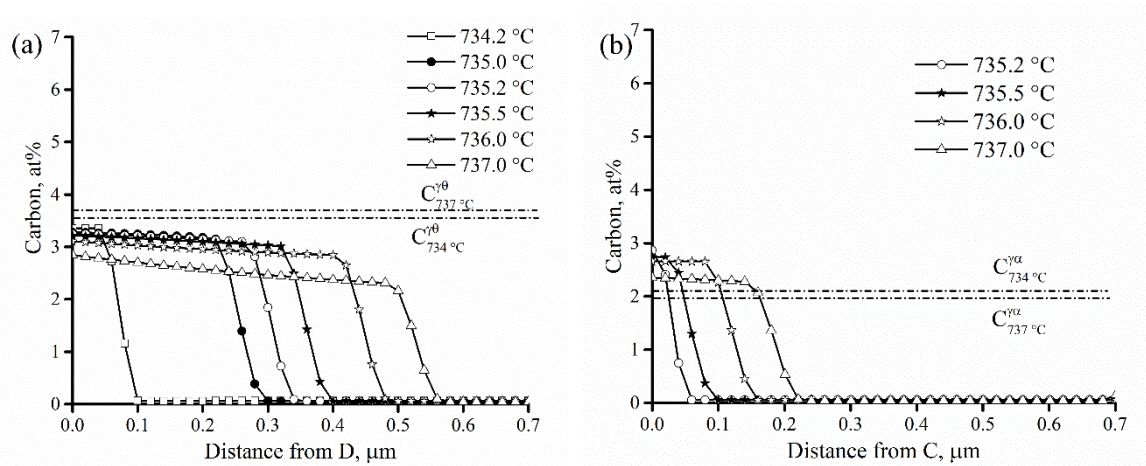 (a)
7
6
5
4
3
2
1
0
Carbon, at%
734.2 °C
735.0 °C
735.2 °C
735.5 °C
736.0 °C
737.0 °C
C^γθ_737 °C
C^γθ_734 °C
0.0 0.1 0.2 0.3 0.4 0.5 0.6 0.7
Distance from D, μm
(b)
7
6
5
4
3
2
1
0
Carbon, at%
735.2 °C
735.5 °C
736.0 °C
737.0 °C
C^γα_734 °C
C^γα_737 °C
0.0 0.1 0.2 0.3 0.4 0.5 0.6 0.7
Distance from C, μm